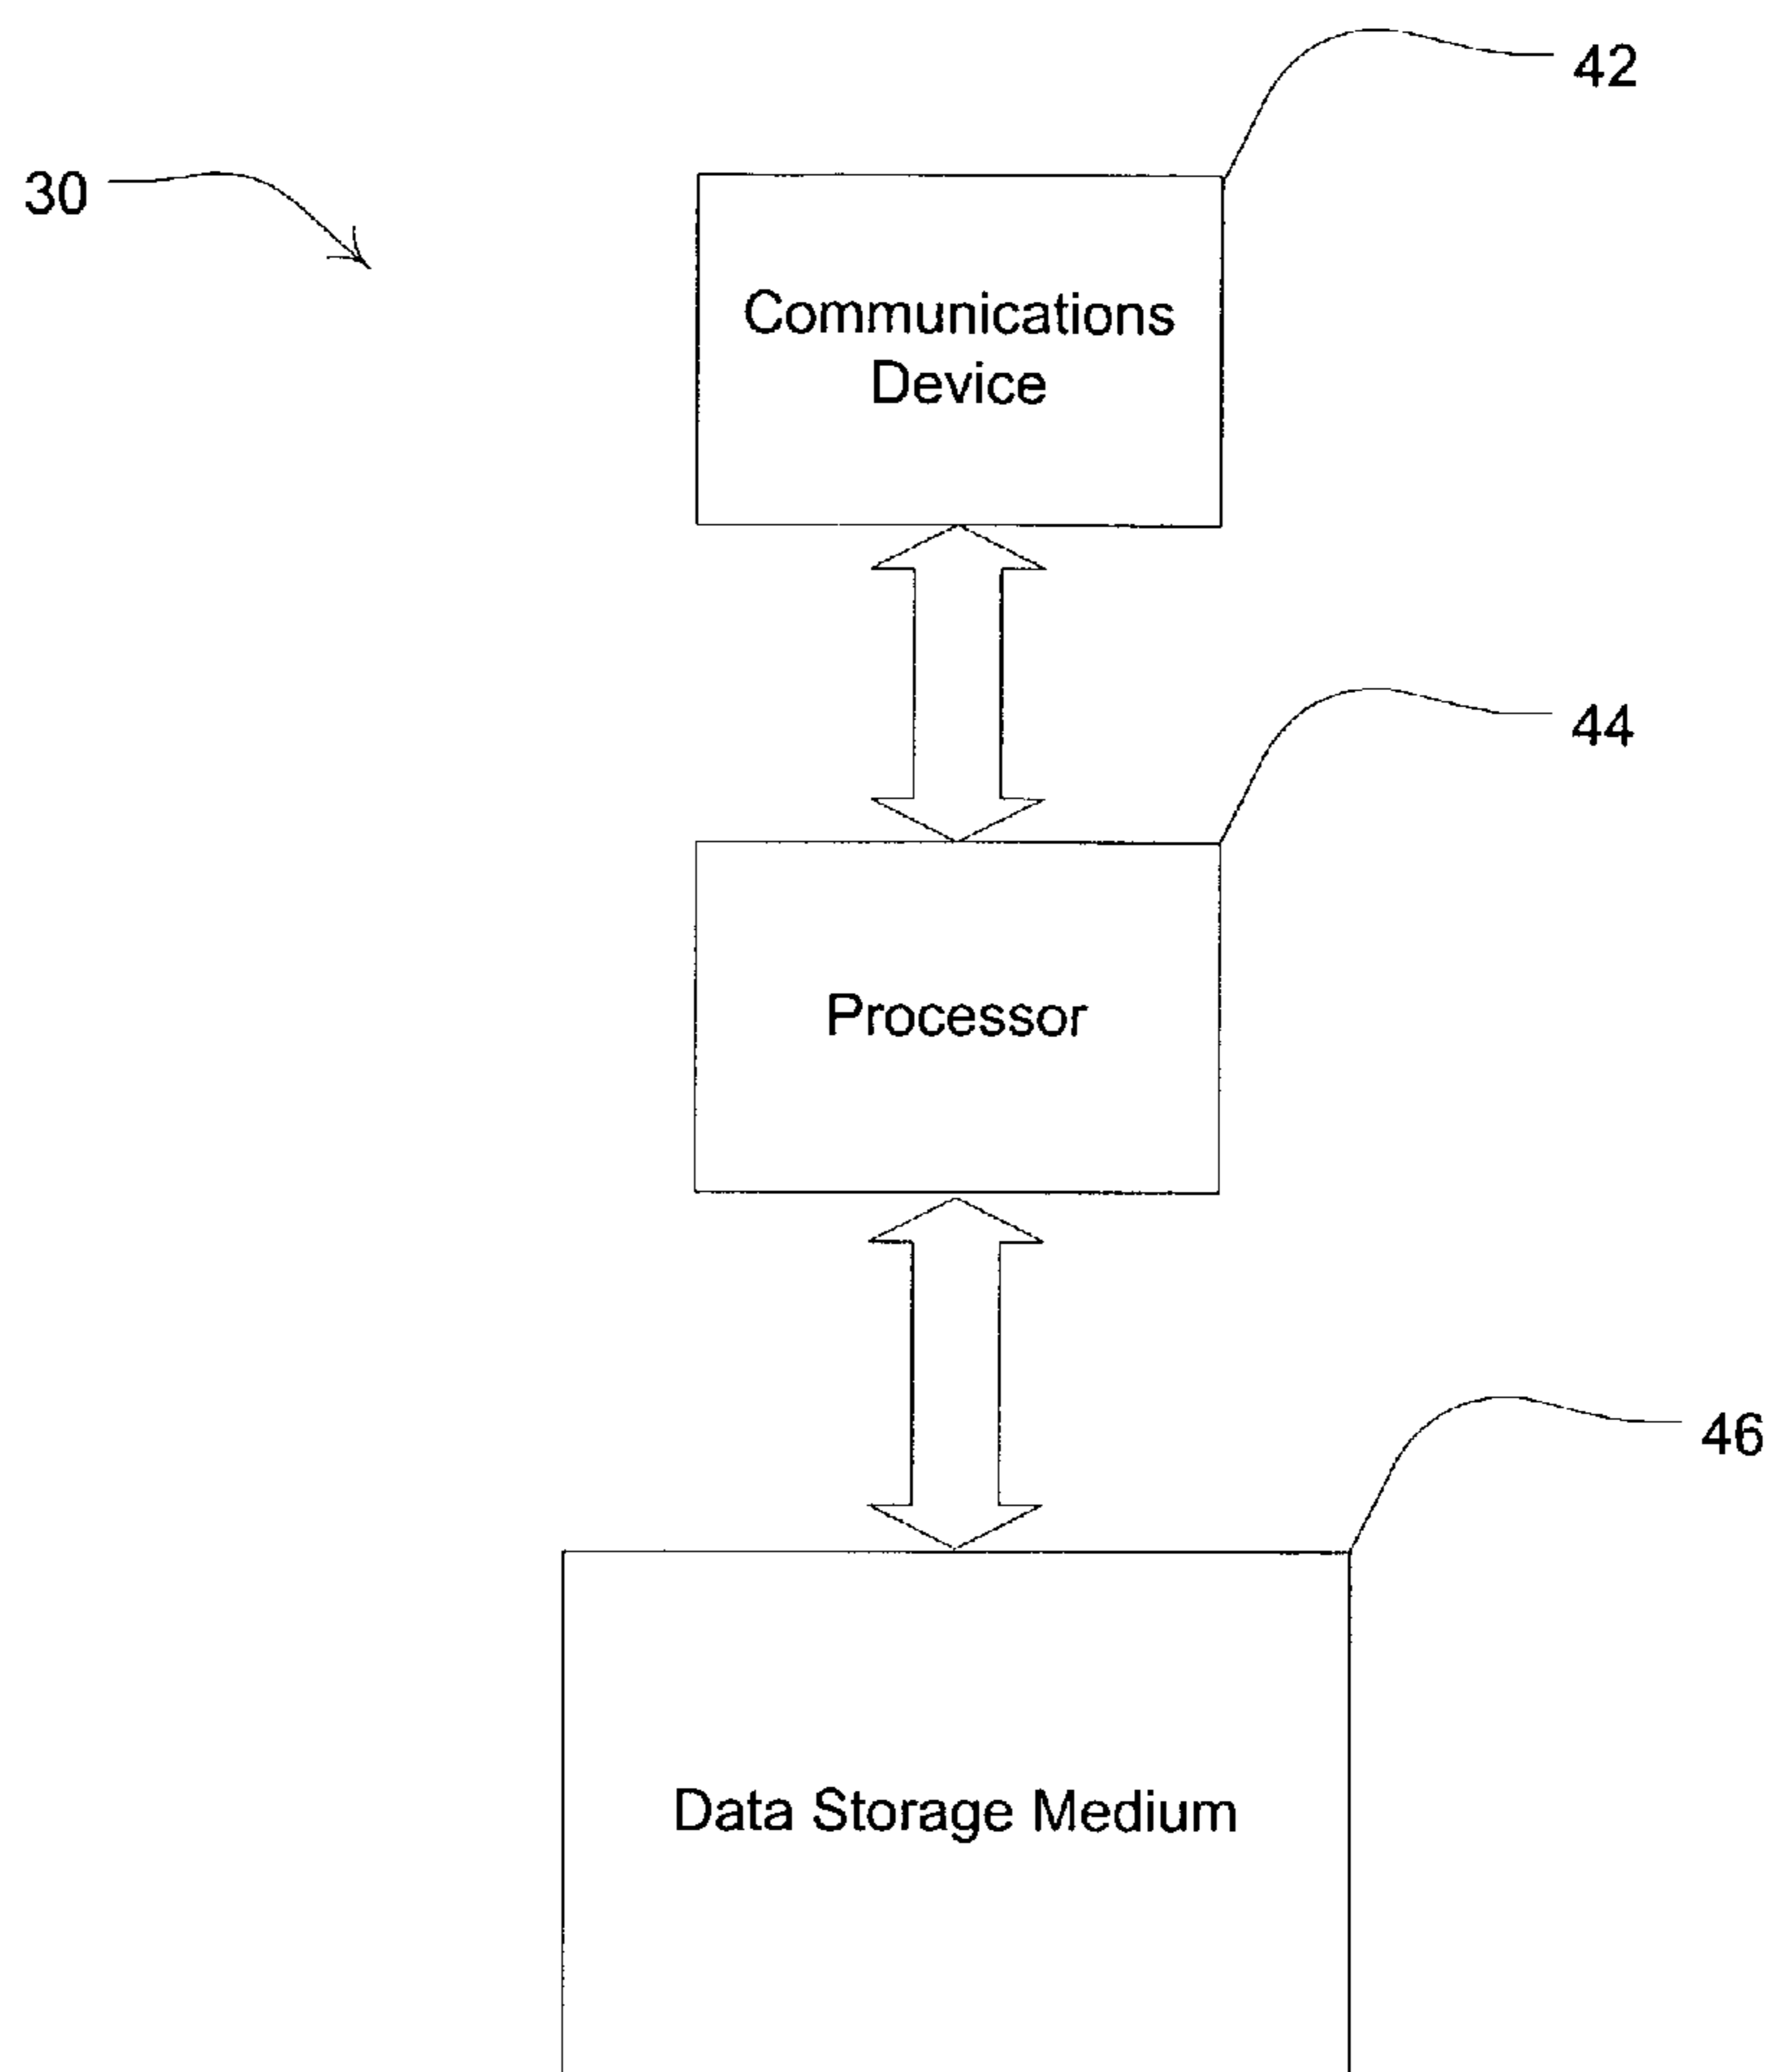 42
30
Communications
Device
44
Processor
46
Data Storage Medium